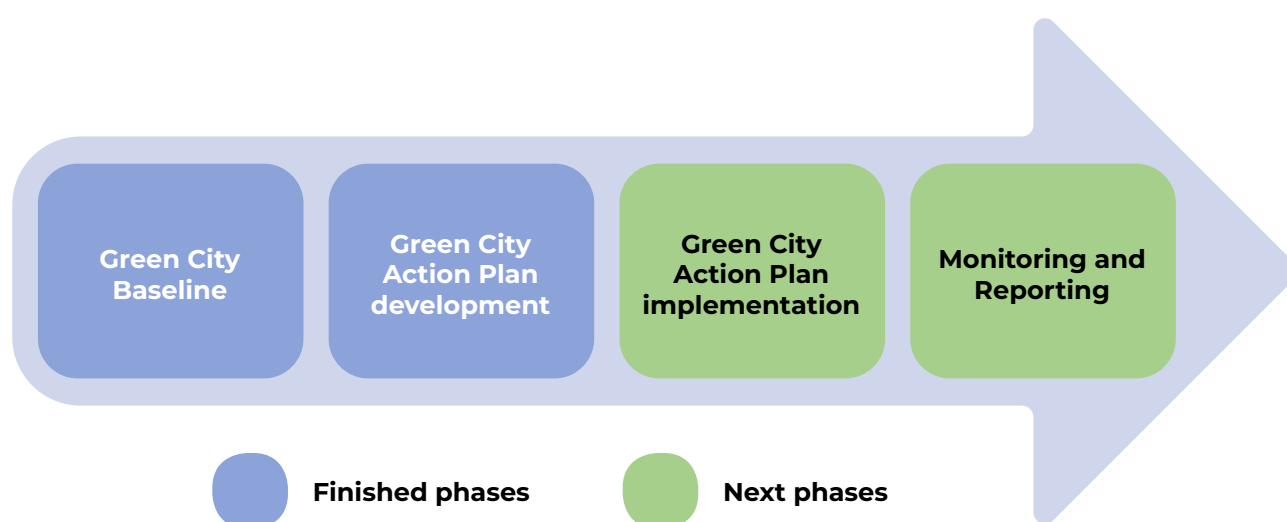 Green City
Baseline
Green City
Action Plan
development
Green City
Action Plan
implementation
Monitoring and
Reporting
Finished phases
Next phases